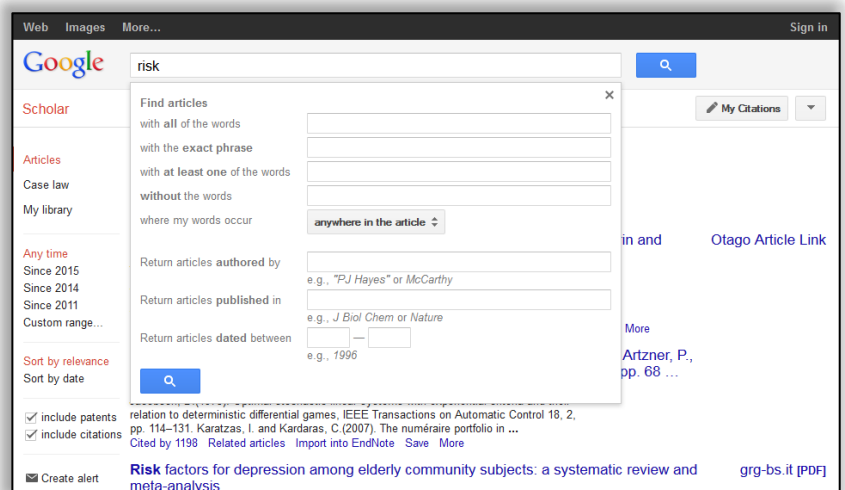 Web Images More... Sign in
Google risk
Scholar My Citations
Articles
Case law
My library
Any time
Since 2015
Since 2014
Since 2011
Custom range...
Sort by relevance
Sort by date
include patents
include citations
Create alert
Find articles ×
with all of the words
with the exact phrase
with at least one of the words
without the words
where my words occur anywhere in the article
Return articles authored by
e.g., "PJ Hayes" or McCarthy
Return articles published in
e.g., J Biol Chem or Nature
Return articles dated between —
e.g., 1996
in and Otago Article Link
More
Artzner, P.,
pp. 68 ...
relation to deterministic differential games, IEEE Transactions on Automatic Control 18, 2,
pp. 114–131. Karatzas, I. and Kardaras, C.(2007). The numéraire portfolio in ...
Cited by 1198 Related articles Import into EndNote Save More
Risk factors for depression among elderly community subjects: a systematic review and grg-bs.it [PDF]
meta-analysis